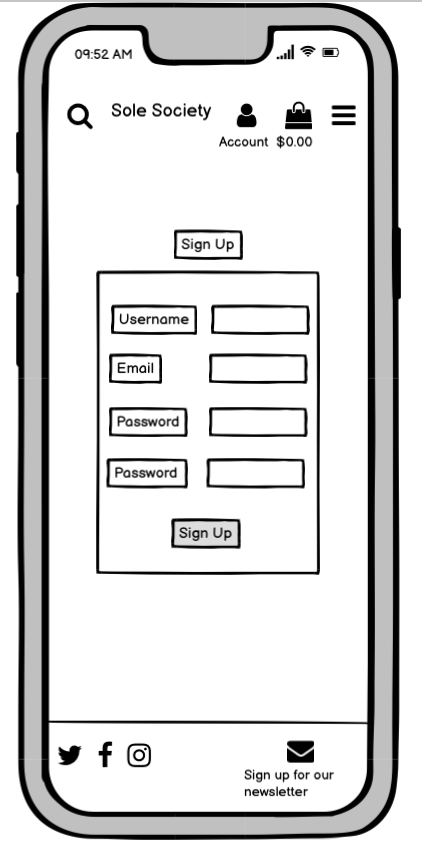 09:52 AM
Sole Society
Account $0.00
Sign Up
Username
Email
Password
Password
Sign Up
Sign up for our
newsletter